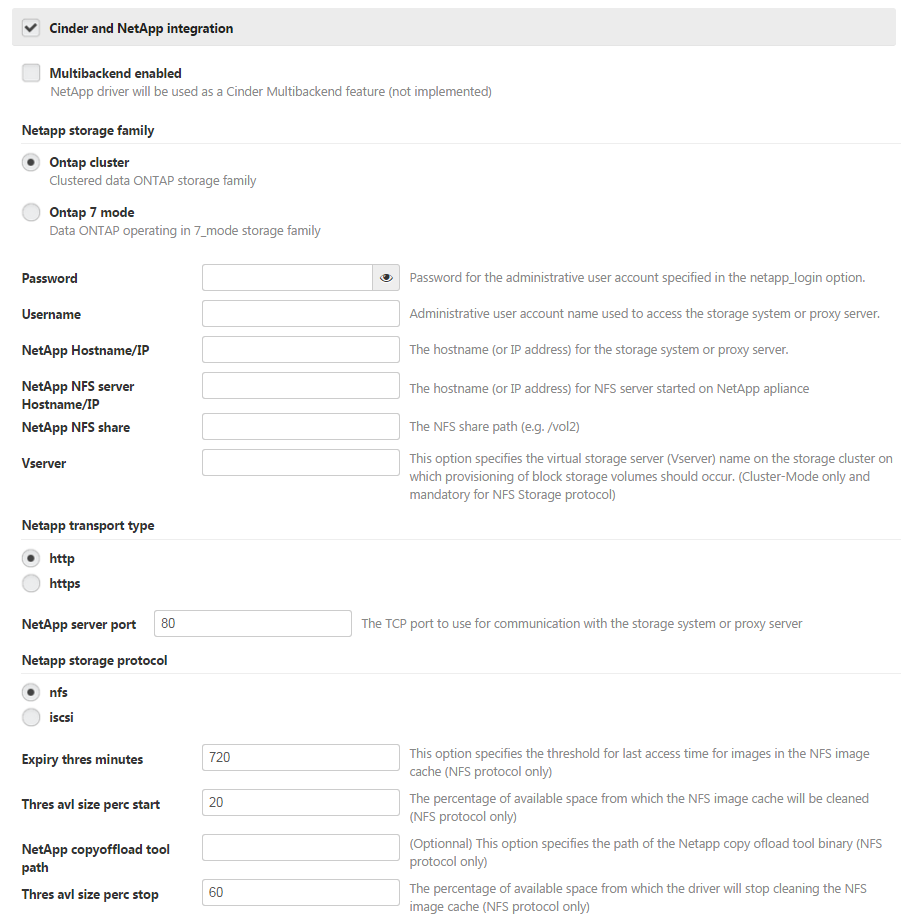 Cinder and NetApp integration
Multibackend enabled
NetApp driver will be used as a Cinder Multibackend feature (not implemented)
Netapp storage family
Ontap cluster
Clustered data ONTAP storage family
Ontap 7 mode
Data ONTAP operating in 7_mode storage family
Password
Password for the administrative user account specified in the netapp_login option.
Username
Administrative user account name used to access the storage system or proxy server.
NetApp Hostname/IP
The hostname (or IP address) for the storage system or proxy server.
NetApp NFS server
Hostname/IP
The hostname (or IP address) for NFS server started on NetApp apliance
NetApp NFS share
The NFS share path (e.g. /vol2)
Vserver
This option specifies the virtual storage server (Vserver) name on the storage cluster on
which provisioning of block storage volumes should occur. (Cluster-Mode only and
mandatory for NFS Storage protocol)
Netapp transport type
http
https
NetApp server port
80
The TCP port to use for communication with the storage system or proxy server
Netapp storage protocol
nfs
iscsi
Expiry thres minutes
720
This option specifies the threshold for last access time for images in the NFS image
cache (NFS protocol only)
Thres avl size perc start
20
The percentage of available space from which the NFS image cache will be cleaned
(NFS protocol only)
NetApp copyoffload tool
path
(Optionnal) This option specifies the path of the Netapp copy ofload tool binary (NFS
protocol only)
Thres avl size perc stop
60
The percentage of available space from which the driver will stop cleaning the NFS
image cache (NFS protocol only)